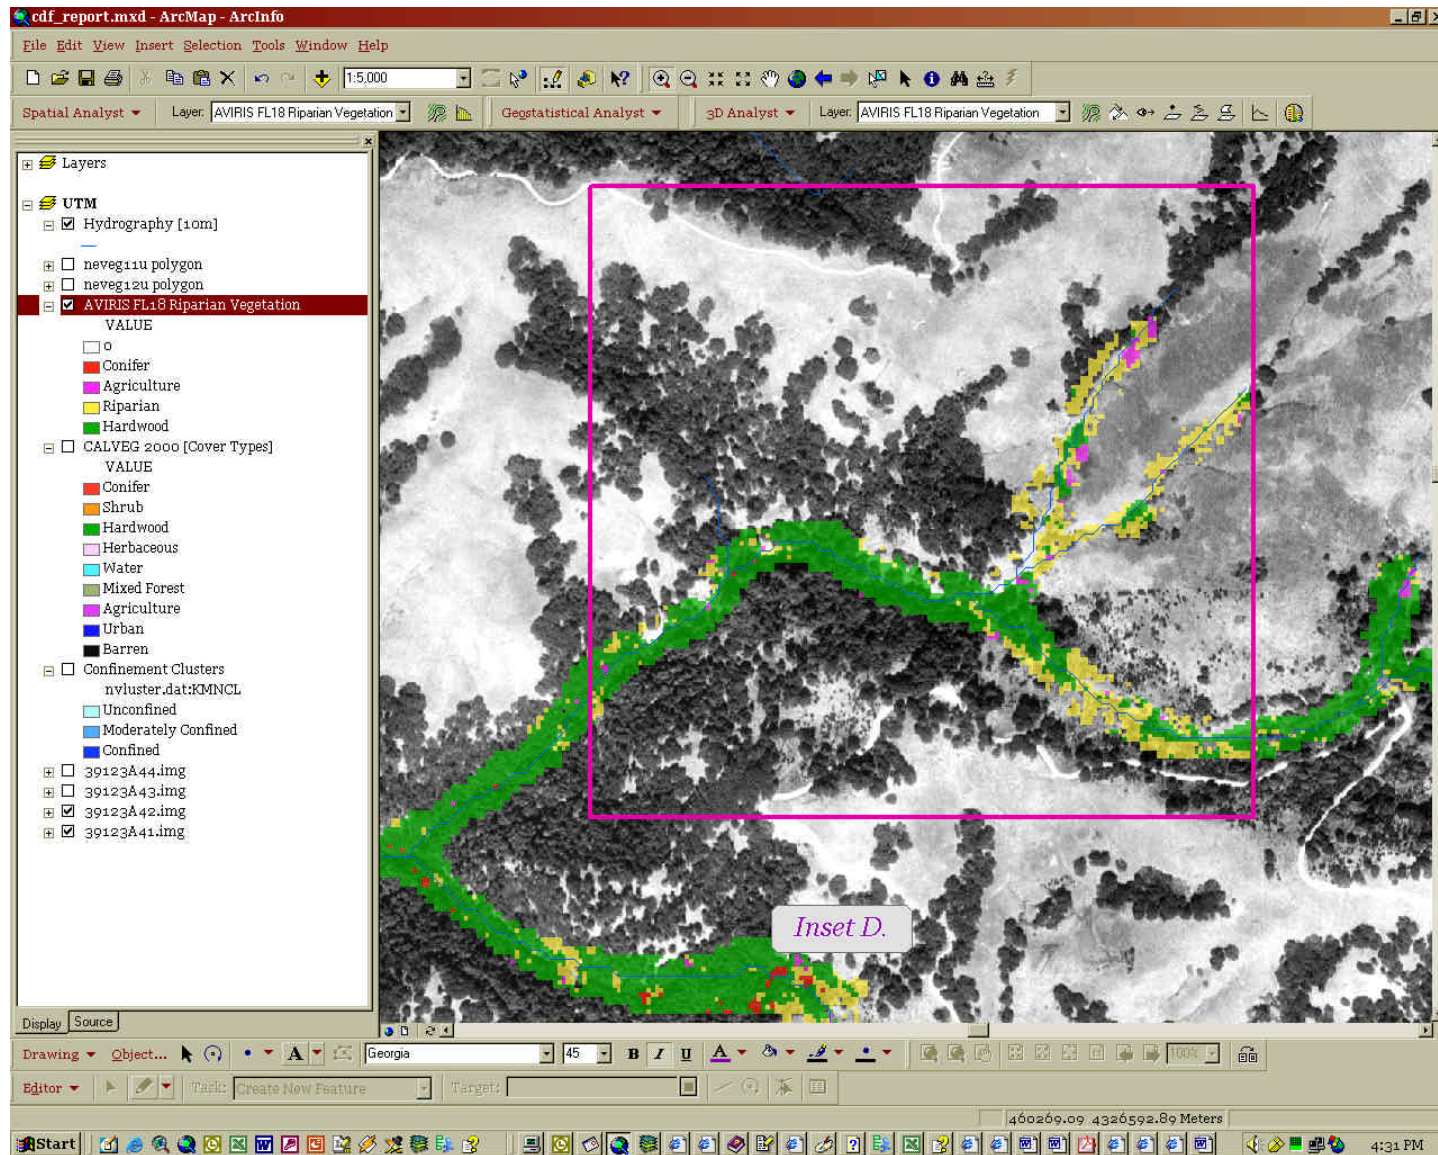 cdf_report.mxd - ArcMap - ArcInfo
File Edit View Insert Selection Tools Window Help
1:5,000
Spatial Analyst Layer: AVIRIS FL18 Riparian Vegetation Geostatistical Analyst 3D Analyst Layer: AVIRIS FL18 Riparian Vegetation
Layers
UTM
Hydrography [10m]
neveg11u polygon
neveg12u polygon
AVIRIS FL18 Riparian Vegetation
VALUE
0
Conifer
Agriculture
Riparian
Hardwood
CALVEG 2000 [Cover Types]
VALUE
Conifer
Shrub
Hardwood
Herbaceous
Water
Mixed Forest
Agriculture
Urban
Barren
Confinement Clusters
nvluster.dat:KMNCL
Unconfined
Moderately Confined
Confined
39123A44.img
39123A43.img
39123A42.img
39123A41.img
Inset D.
Display Source
Drawing Object... A Georgia 45 B I U A 100%
Editor Task: Create New Feature Target:
460269.09 4326592.89 Meters
Start 4:31 PM